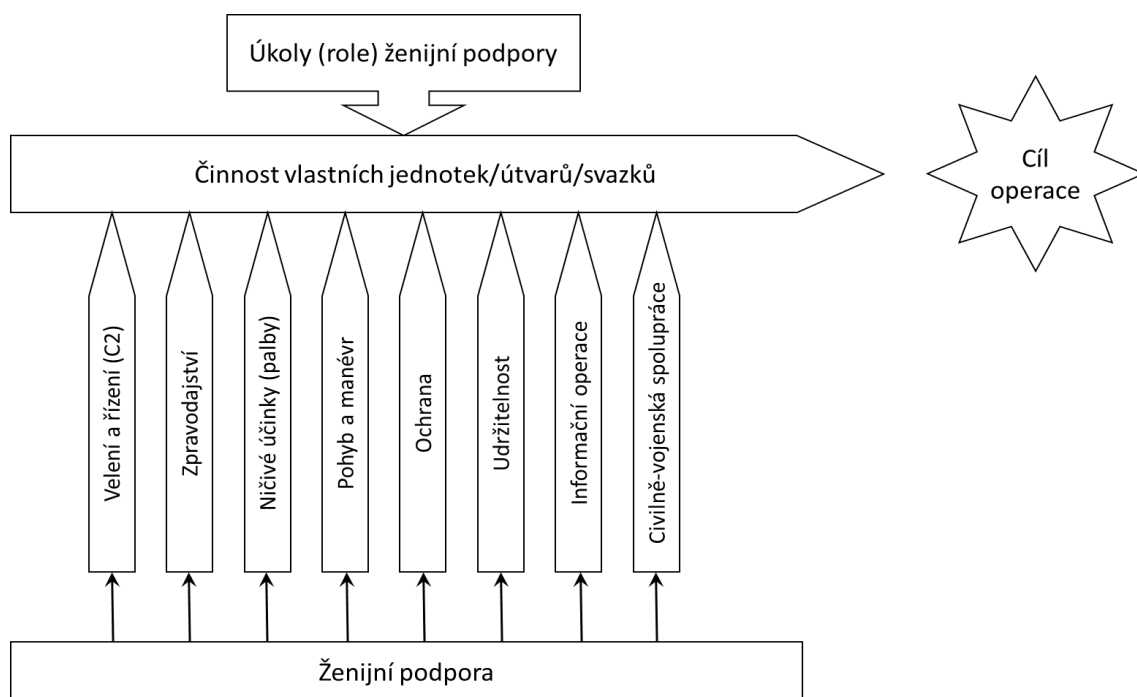 Úkoly (role) ženijní podpory
Činnost vlastních jednotek/útvarů/svazků
Cíl
operace
Velení a řízení (C2)
Zpravodajství
Ničivé účinky (palby)
Pohyb a manévr
Ochrana
Udržitelnost
Informační operace
Civilně-vojenská spolupráce
Ženijní podpora